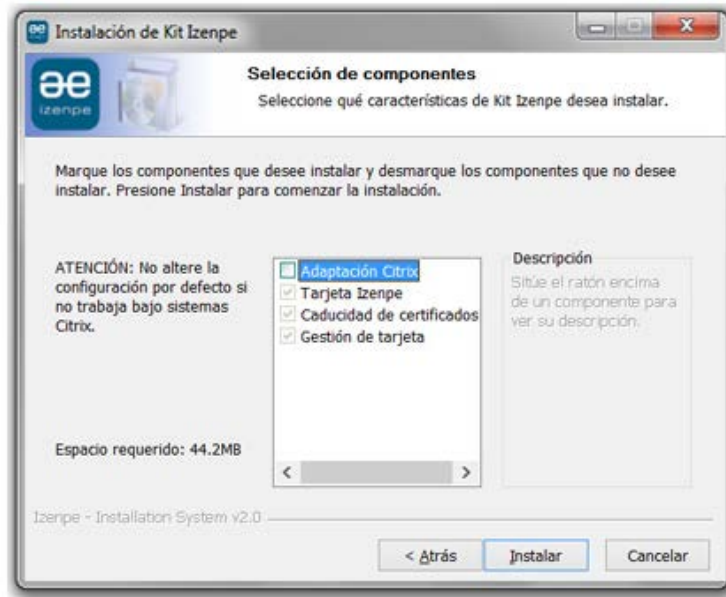 Instalación de Kit Izenpe
izenpe
Selección de componentes
Seleccione qué características de Kit Izenpe desea instalar.
Marque los componentes que desee instalar y desmarque los componentes que no desee
instalar. Presione Instalar para comenzar la instalación.
ATENCIÓN: No altere la
configuración por defecto si
no trabaja bajo sistemas
Citrix.
Adaptación Citrix
Tarjeta Izenpe
Caducidad de certificados
Gestión de tarjeta
Descripción
Sitúe el ratón encima
de un componente para
ver su descripción.
Espacio requerido: 44.2MB
Izenpe - Installation System v2.0
< Atrás
Instalar
Cancelar